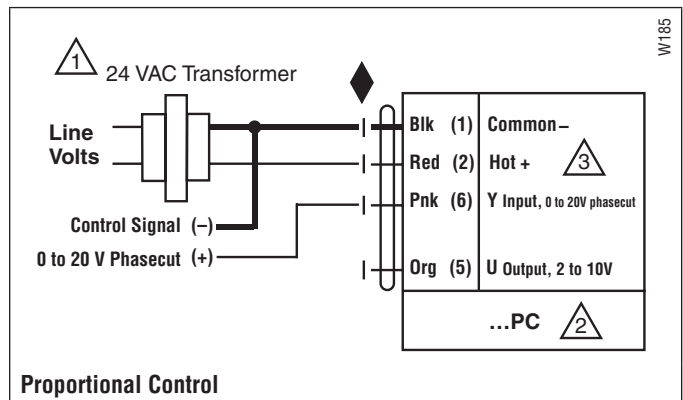 W185
1
24 VAC Transformer
Line
Volts
Blk (1) Common –
Red (2) Hot +
3
Pnk (6) Y Input, 0 to 20V phasecut
Control Signal (–)
0 to 20 V Phasecut (+)
Org (5) U Output, 2 to 10V
...PC
2
Proportional Control